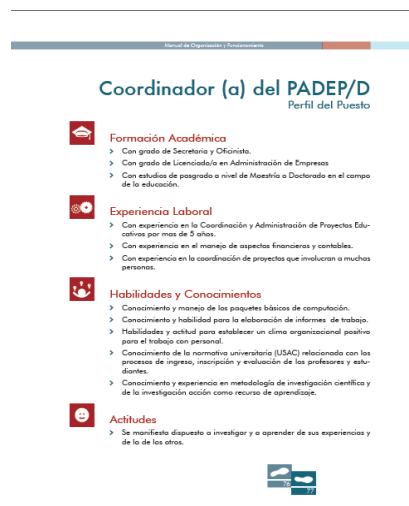 Manual de Organización y Funcionamiento
Coordinador (a) del PADEP/D
Perfil del Puesto
Formación Académica
Con grado de Secretaria y Oficinista.
Con grado de Licenciado/a en Administración de Empresas
Con estudios de posgrado a nivel de Maestría o Doctorado en el campo
de la educación.
Experiencia Laboral
Con experiencia en la Coordinación y Administración de Proyectos Edu-
cativos por mas de 5 años.
Con experiencia en el manejo de aspectos financieros y contables.
Con experiencia en la coordinación de proyectos que involucran a muchas
personas.
Habilidades y Conocimientos
Conocimiento y manejo de los paquetes básicos de computación.
Conocimiento y habilidad para la elaboración de informes de trabajo.
Habilidades y actitud para establecer un clima organizacional positivo
para el trabajo con personal.
Conocimiento de la normativa universitaria (USAC) relacionada con los
procesos de ingreso, inscripción y evaluación de los profesores y estu-
diantes.
Conocimiento y experiencia en metodología de investigación científica y
de la investigación acción como recurso de aprendizaje.
Actitudes
Se manifiesta dispuesto a investigar y a aprender de sus experiencias y
de la de los otros.
76
77